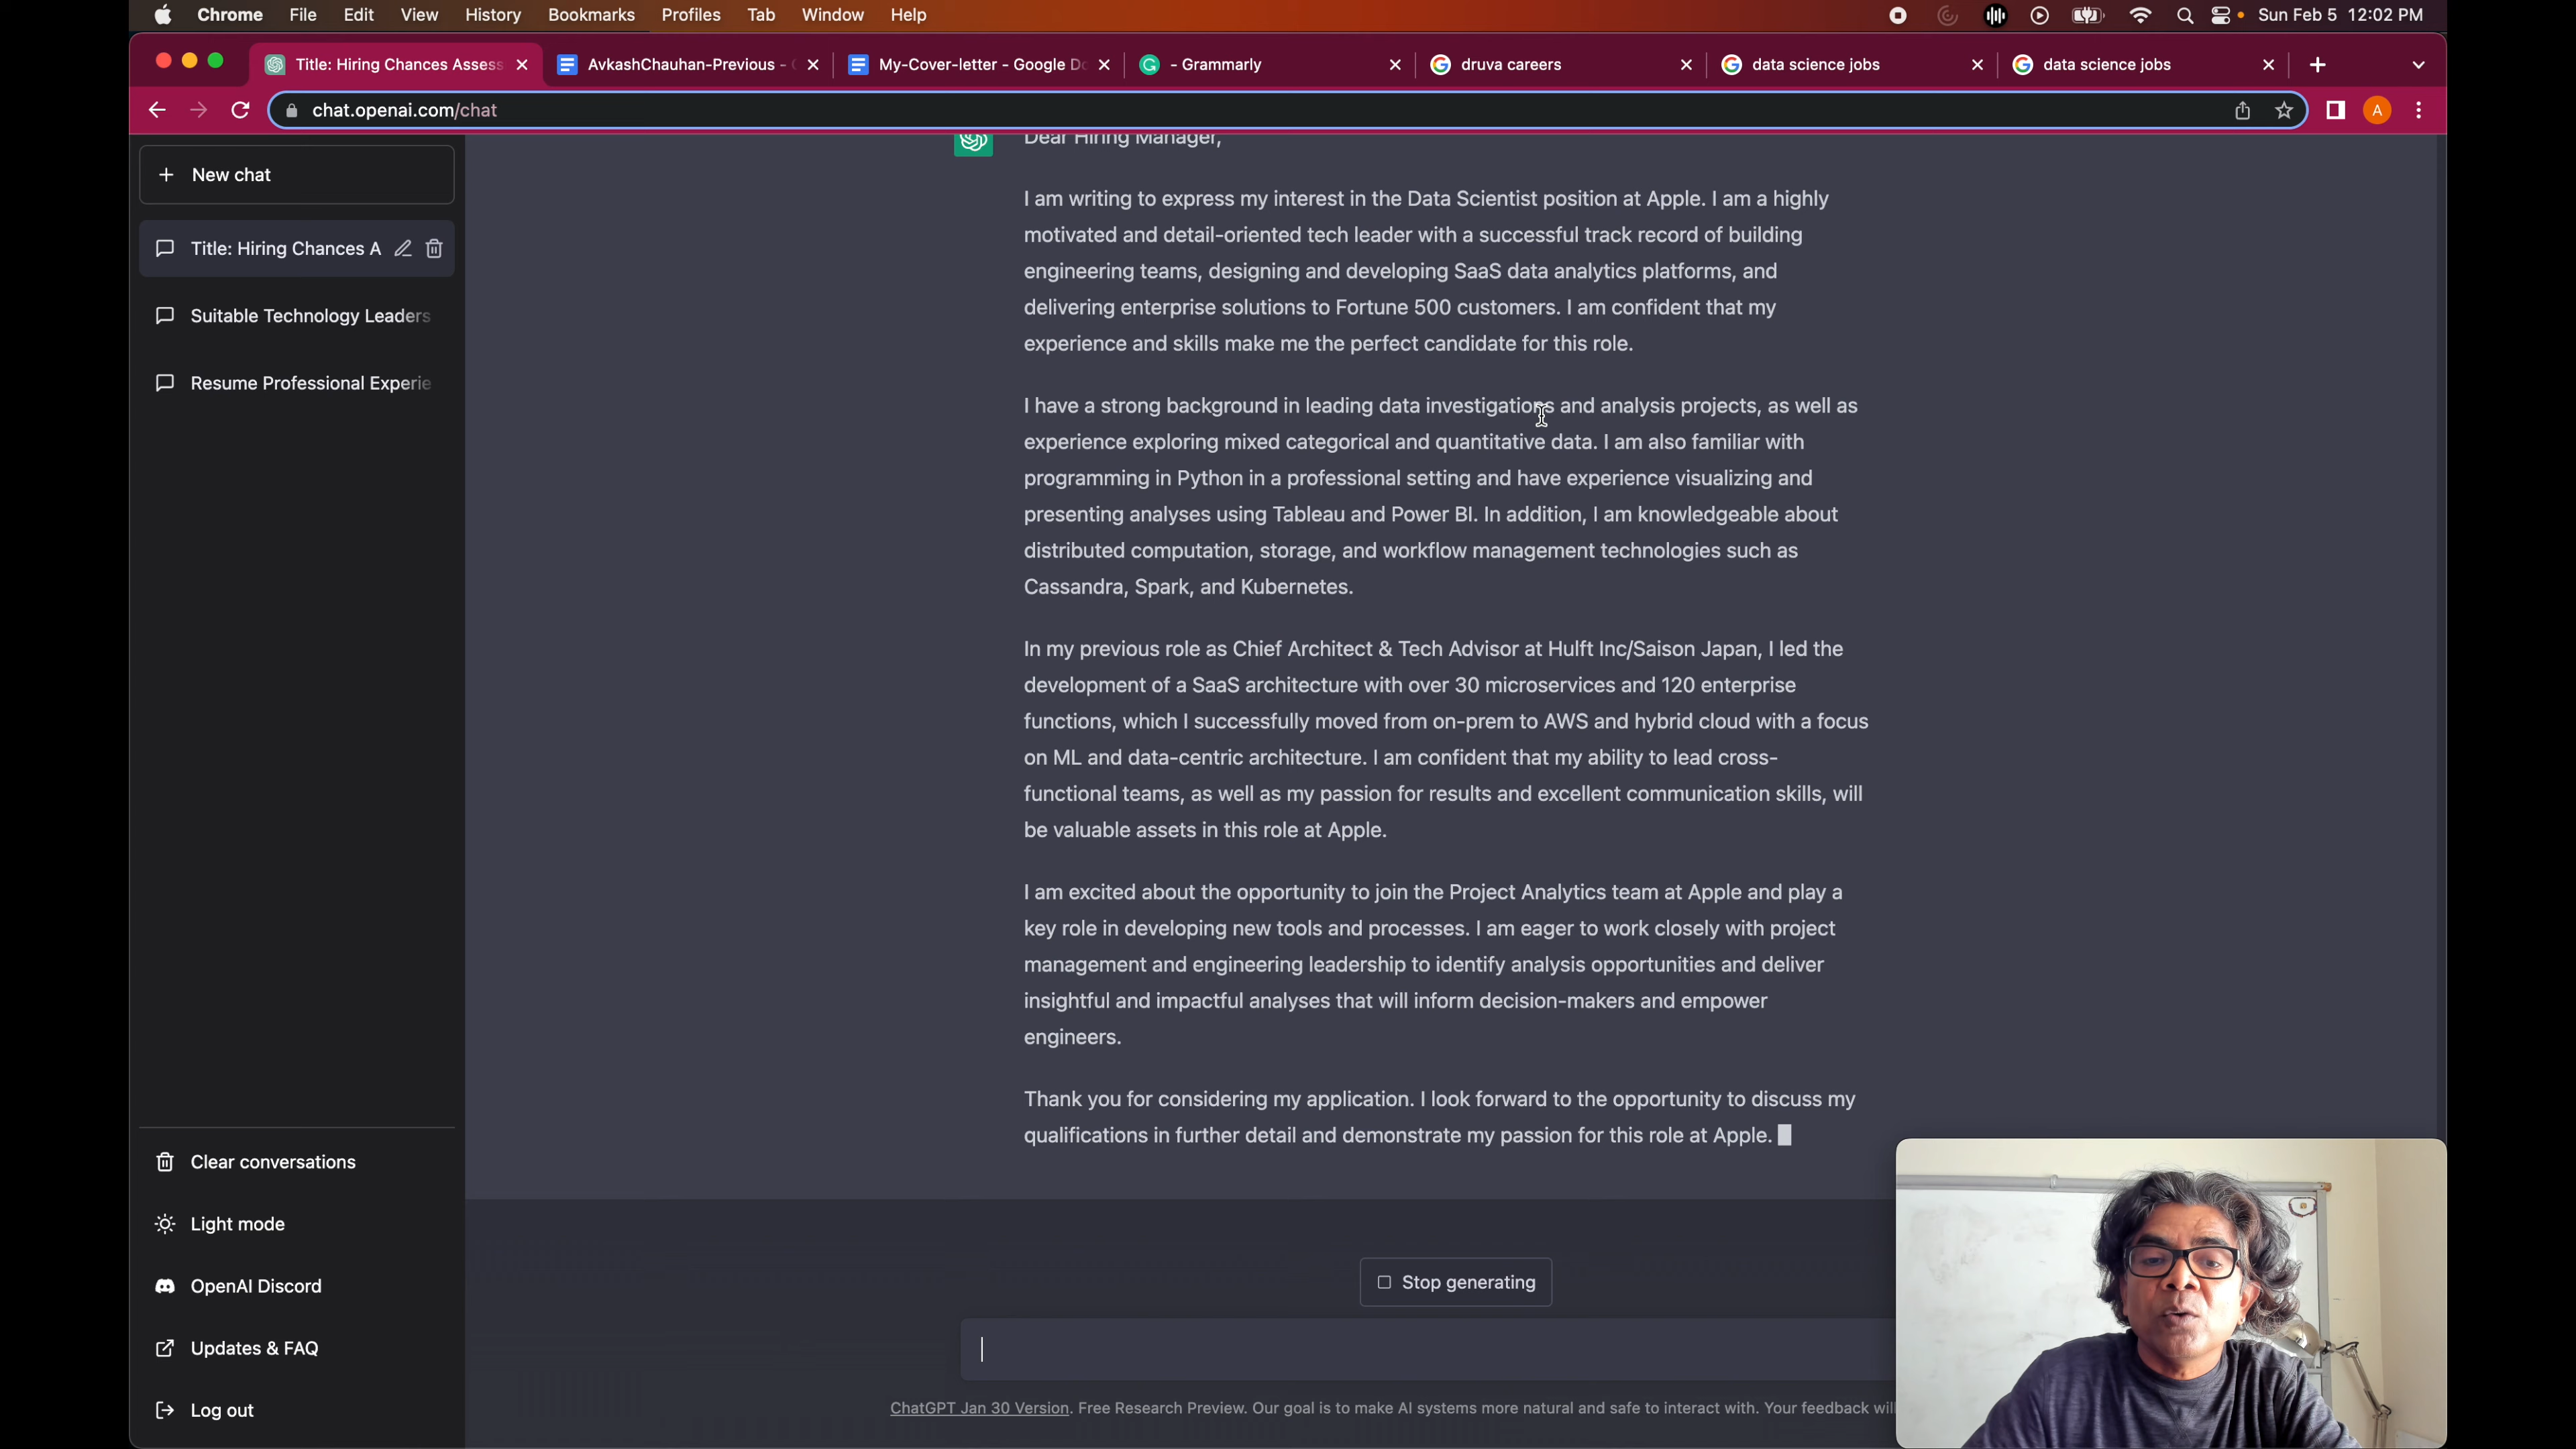 Chrome File Edit View History Bookmarks Profiles Tab Window Help Sun Feb 5 12:02 PM
Title: Hiring Chances Assess AvkashChauhan-Previous - My-Cover-letter - Google Do - Grammarly druva careers data science jobs data science jobs
chat.openai.com/chat A
New chat
Title: Hiring Chances A
Suitable Technology Leaders
Resume Professional Experie
Clear conversations
Light mode
OpenAI Discord
Updates & FAQ
Log out
Dear Hiring Manager,
I am writing to express my interest in the Data Scientist position at Apple. I am a highly
motivated and detail-oriented tech leader with a successful track record of building
engineering teams, designing and developing SaaS data analytics platforms, and
delivering enterprise solutions to Fortune 500 customers. I am confident that my
experience and skills make me the perfect candidate for this role.
I have a strong background in leading data investigations and analysis projects, as well as
experience exploring mixed categorical and quantitative data. I am also familiar with
programming in Python in a professional setting and have experience visualizing and
presenting analyses using Tableau and Power BI. In addition, I am knowledgeable about
distributed computation, storage, and workflow management technologies such as
Cassandra, Spark, and Kubernetes.
In my previous role as Chief Architect & Tech Advisor at Hulft Inc/Saison Japan, I led the
development of a SaaS architecture with over 30 microservices and 120 enterprise
functions, which I successfully moved from on-prem to AWS and hybrid cloud with a focus
on ML and data-centric architecture. I am confident that my ability to lead cross-
functional teams, as well as my passion for results and excellent communication skills, will
be valuable assets in this role at Apple.
I am excited about the opportunity to join the Project Analytics team at Apple and play a
key role in developing new tools and processes. I am eager to work closely with project
management and engineering leadership to identify analysis opportunities and deliver
insightful and impactful analyses that will inform decision-makers and empower
engineers.
Thank you for considering my application. I look forward to the opportunity to discuss my
qualifications in further detail and demonstrate my passion for this role at Apple.
Stop generating
ChatGPT Jan 30 Version. Free Research Preview. Our goal is to make AI systems more natural and safe to interact with. Your feedback wil